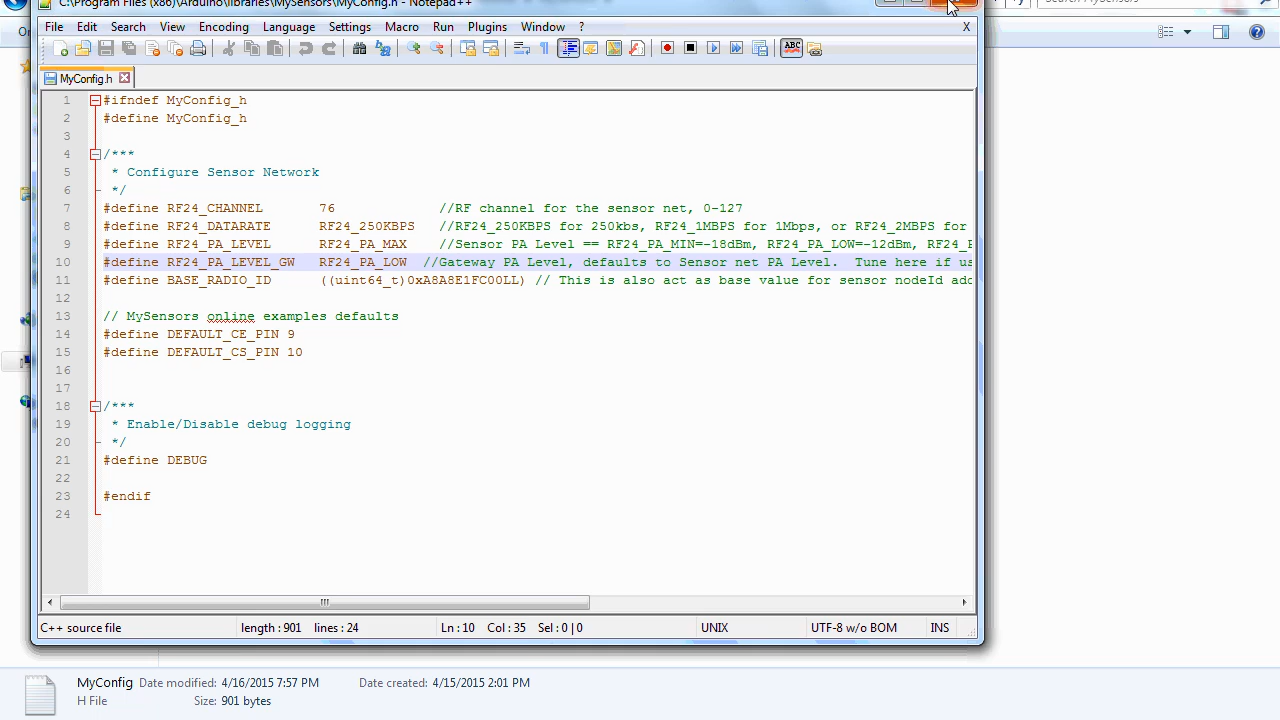 C:\Program Files (x86)\Arduino\libraries\MySensors\MyConfig.h - Notepad++
Search MySensors
File Edit Search View Encoding Language Settings Macro Run Plugins Window ? X
MyConfig.h
1 #ifndef MyConfig_h
2 #define MyConfig_h
3
4 /***
5 * Configure Sensor Network
6 */
7 #define RF24_CHANNEL 76 //RF channel for the sensor net, 0-127
8 #define RF24_DATARATE RF24_250KBPS //RF24_250KBPS for 250kbs, RF24_1MBPS for 1Mbps, or RF24_2MBPS for
9 #define RF24_PA_LEVEL RF24_PA_MAX //Sensor PA Level == RF24_PA_MIN=-18dBm, RF24_PA_LOW=-12dBm, RF24_P
10 #define RF24_PA_LEVEL_GW RF24_PA_LOW //Gateway PA Level, defaults to Sensor net PA Level. Tune here if us
11 #define BASE_RADIO_ID ((uint64_t)0xA8A8E1FC00LL) // This is also act as base value for sensor nodeId add
12
13 // MySensors online examples defaults
14 #define DEFAULT_CE_PIN 9
15 #define DEFAULT_CS_PIN 10
16
17
18 /***
19 * Enable/Disable debug logging
20 */
21 #define DEBUG
22
23 #endif
24
C++ source file length : 901 lines : 24 Ln : 10 Col : 35 Sel : 0 | 0 UNIX UTF-8 w/o BOM INS
MyConfig Date modified: 4/16/2015 7:57 PM Date created: 4/15/2015 2:01 PM
H File Size: 901 bytes